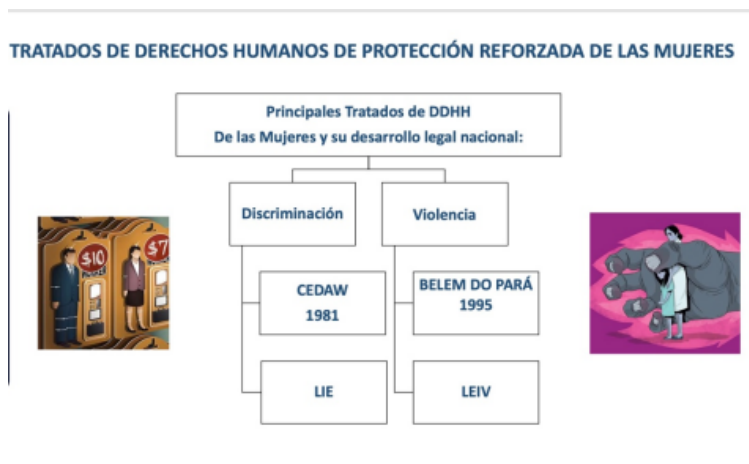 TRATADOS DE DERECHOS HUMANOS DE PROTECCIÓN REFORZADA DE LAS MUJERES
Principales Tratados de DDHH
De las Mujeres y su desarrollo legal nacional:
Discriminación
Violencia
CEDAW
1981
BELEM DO PARÁ
1995
LIE
LEIV
$10
$7